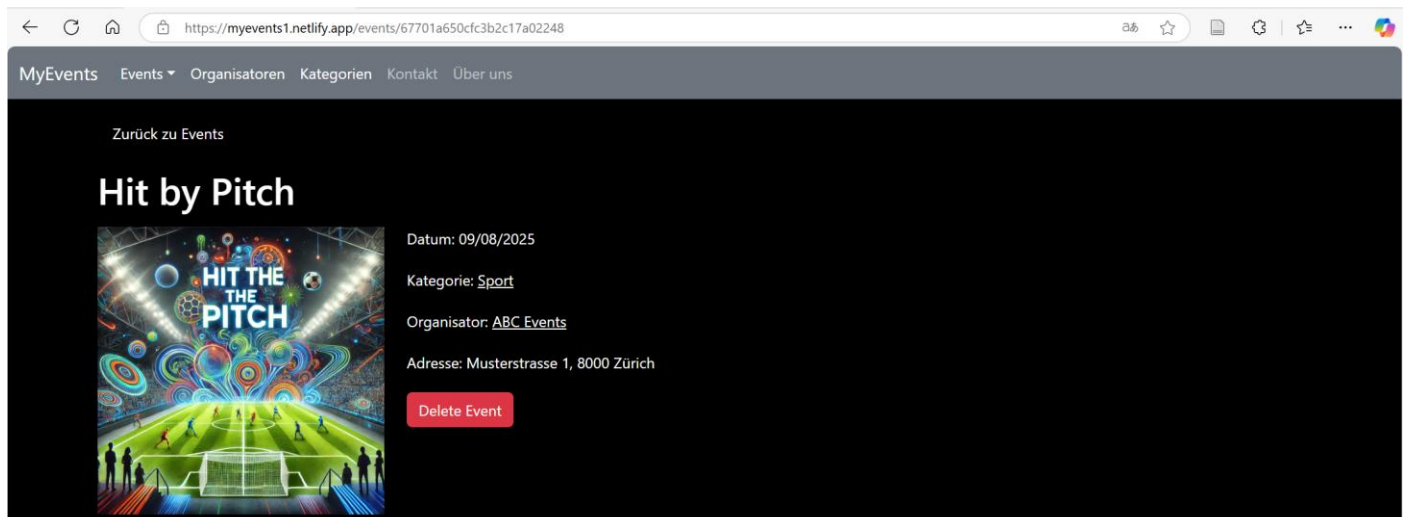 https://myevents1.netlify.app/events/67701a650cfc3b2c17a02248
MyEvents Events Organisatoren Kategorien Kontakt Über uns
Zurück zu Events
Hit by Pitch
HIT THE
THE
PITCH
Datum: 09/08/2025
Kategorie: Sport
Organisator: ABC Events
Adresse: Musterstrasse 1, 8000 Zürich
Delete Event